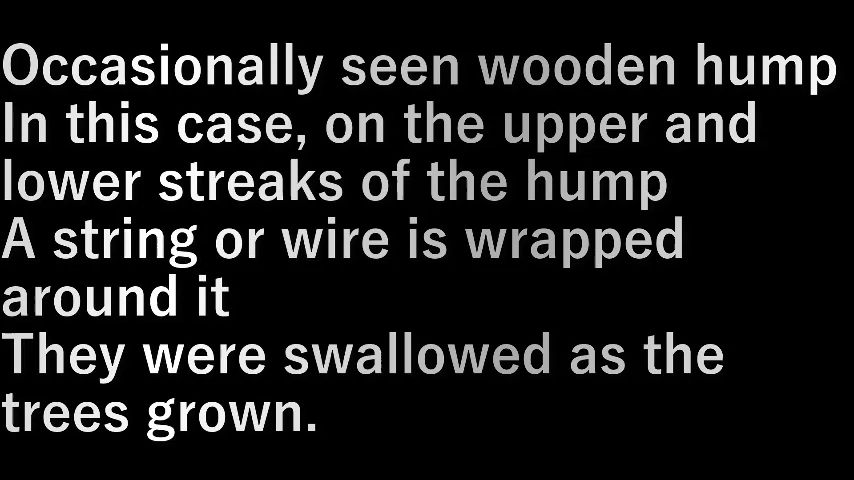 Occasionally seen wooden hump
In this case, on the upper and
lower streaks of the hump
A string or wire is wrapped
around it
They were swallowed as the
trees grown.